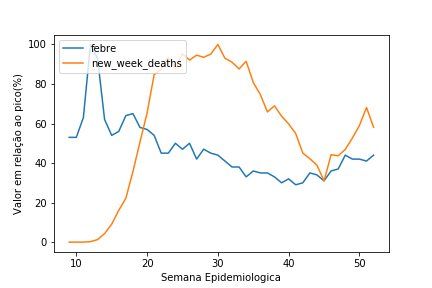 febre
new_week_deaths
100
80
60
40
20
0
Valor em relação ao pico(%)
10
20
30
40
50
Semana Epidemiologica